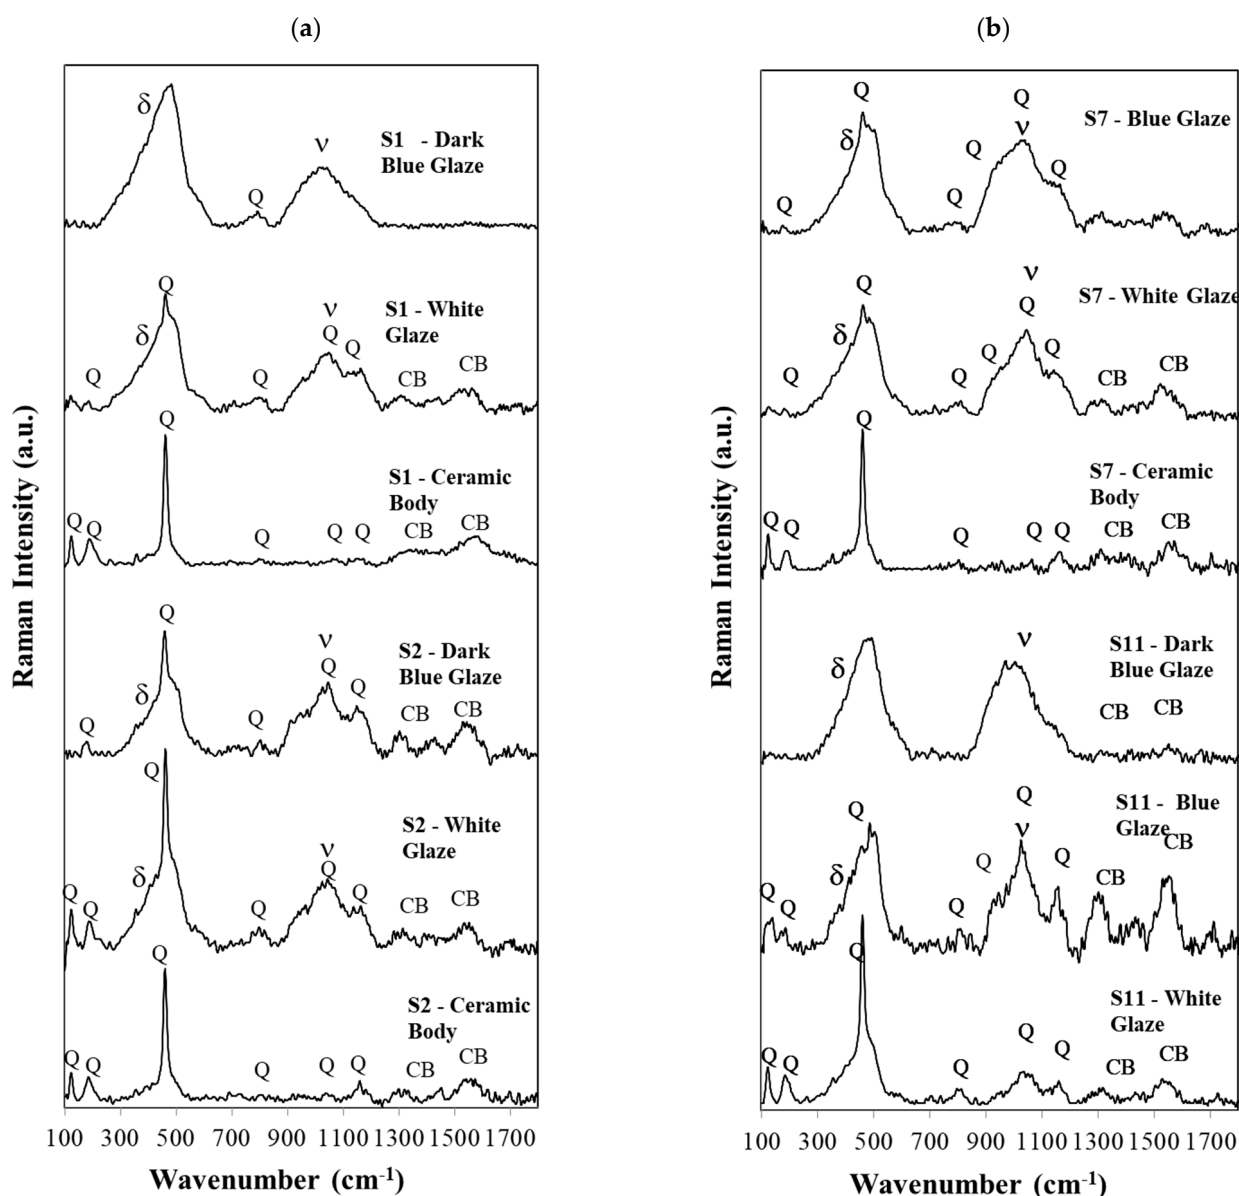 (a)
δ
S1 - Dark
Blue Glaze
ν
Q
Q
ν
S1 - White
Glaze
δ
Q
Q
CB
CB
Q
Q
Q
S1 - Ceramic
Body
Q
Q
Q
Q
Q
CB
CB
Q
ν
S2 - Dark
Blue Glaze
Q
δ
Q
CB
CB
Q
Q
Q
S2 - White
Glaze
ν
Q
δ
Q
Q
Q
Q
CB
CB
Q
S2 - Ceramic
Body
Q
Q
Q
Q
Q
CB
CB
Raman Intensity (a.u.)
100 300 500 700 900 1100 1300 1500 1700
Wavenumber (cm-1)
(b)
Q
Q
S7 - Blue Glaze
ν
δ
Q
Q
Q
Q
ν
Q
Q
S7 - White Glaze
δ
Q
Q
Q
Q
CB
CB
Q
S7 - Ceramic
Body
Q
Q
Q
Q
Q
CB
CB
ν
S11 - Dark
Blue Glaze
δ
CB
CB
Q
Q
S11 - Blue
Glaze
ν
CB
Q
Q
δ
CB
Q
Q
Q
Q
S11 - White
Glaze
Q
Q
Q
Q
Q
CB
CB
Raman Intensity (a.u.)
100 300 500 700 900 1100 1300 1500 1700
Wavenumber (cm-1)